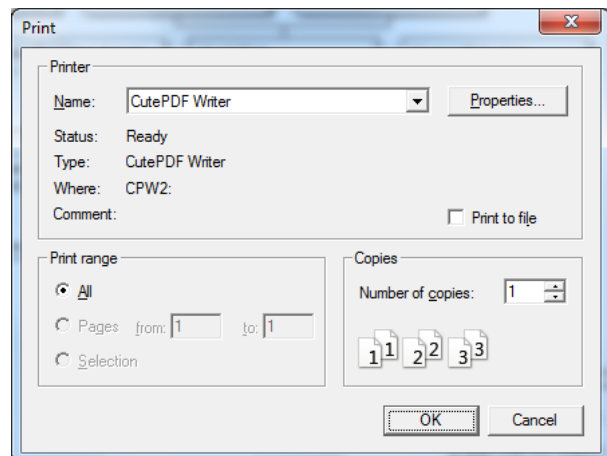 Print
Printer
Name: CutePDF Writer Properties...
Status: Ready
Type: CutePDF Writer
Where: CPW2:
Comment: Print to file
Print range
All
Pages from: 1 to: 1
Selection
Copies
Number of copies: 1
1 1 2 2 3 3
OK Cancel